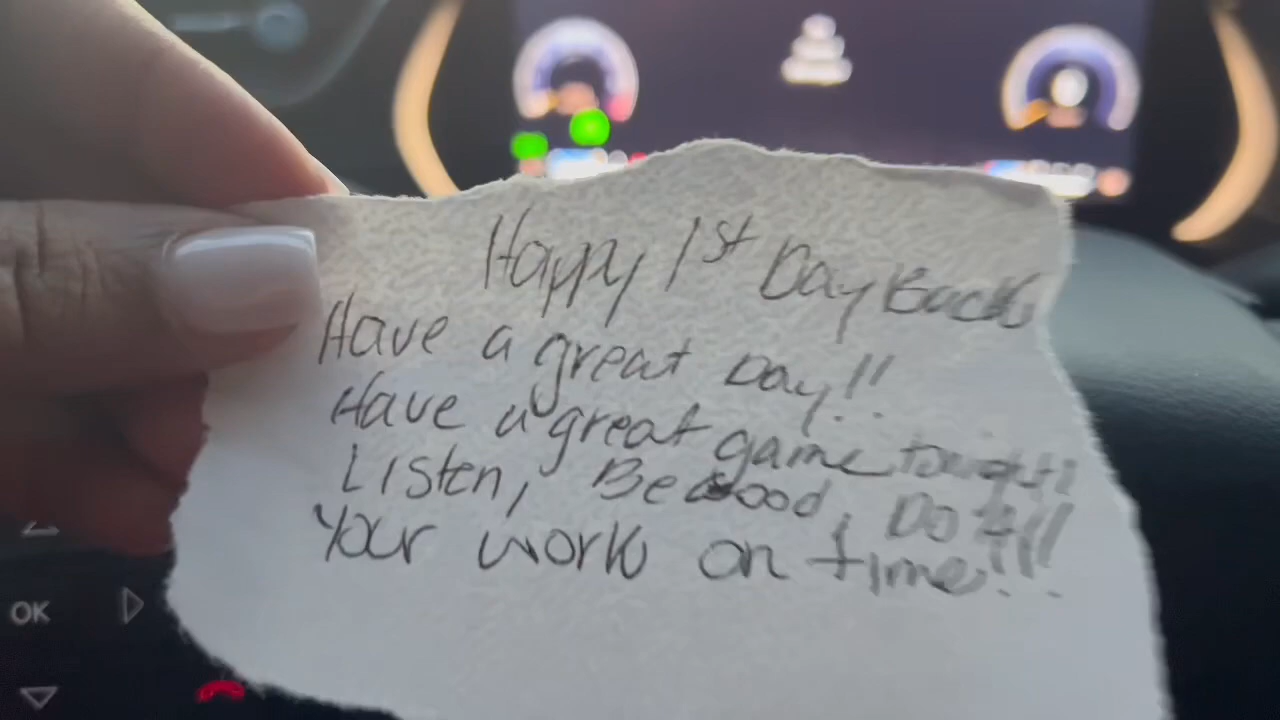 Happy 1st Day Back
Have a great Day!!
Have a great game tonight!
Listen, Be Good, Do
Your work on time!!!
OK